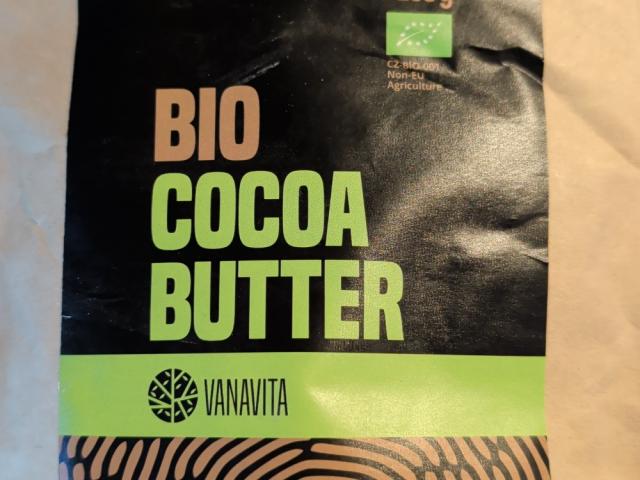 CZ-BIO-001
Non-EU
Agriculture
BIO
COCOA
BUTTER
VANAVITA